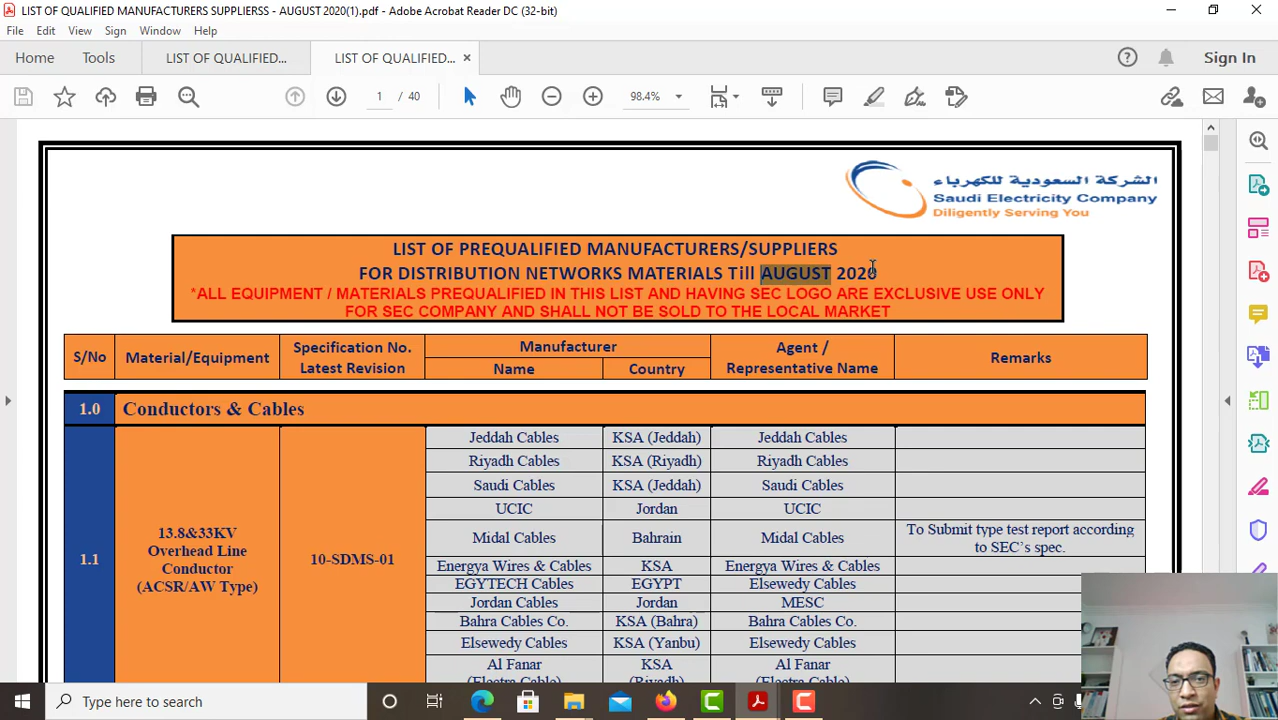 LIST OF QUALIFIED MANUFACTURERS SUPPLIERSS - AUGUST 2020(1).pdf - Adobe Acrobat Reader DC (32-bit)
File Edit View Sign Window Help
Home Tools LIST OF QUALIFIED... LIST OF QUALIFIED... × Sign In
1 / 40 98.4%
الشركة السعودية للكهرباء
Saudi Electricity Company
Diligently Serving You
LIST OF PREQUALIFIED MANUFACTURERS/SUPPLIERS
FOR DISTRIBUTION NETWORKS MATERIALS Till AUGUST 2020
*ALL EQUIPMENT / MATERIALS PREQUALIFIED IN THIS LIST AND HAVING SEC LOGO ARE EXCLUSIVE USE ONLY
FOR SEC COMPANY AND SHALL NOT BE SOLD TO THE LOCAL MARKET
S/No Material/Equipment Specification No. Latest Revision Manufacturer Agent / Representative Name Remarks
Name Country
1.0 Conductors & Cables
1.1 13.8&33KV Overhead Line Conductor (ACSR/AW Type) 10-SDMS-01
Jeddah Cables KSA (Jeddah) Jeddah Cables
Riyadh Cables KSA (Riyadh) Riyadh Cables
Saudi Cables KSA (Jeddah) Saudi Cables
UCIC Jordan UCIC
Midal Cables Bahrain Midal Cables To Submit type test report according to SEC's spec.
Energya Wires & Cables KSA Energya Wires & Cables
EGYTECH Cables EGYPT Elsewedy Cables
Jordan Cables Jordan MESC
Bahra Cables Co. KSA (Bahra) Bahra Cables Co.
Elsewedy Cables KSA (Yanbu) Elsewedy Cables
Al Fanar KSA Al Fanar
Type here to search